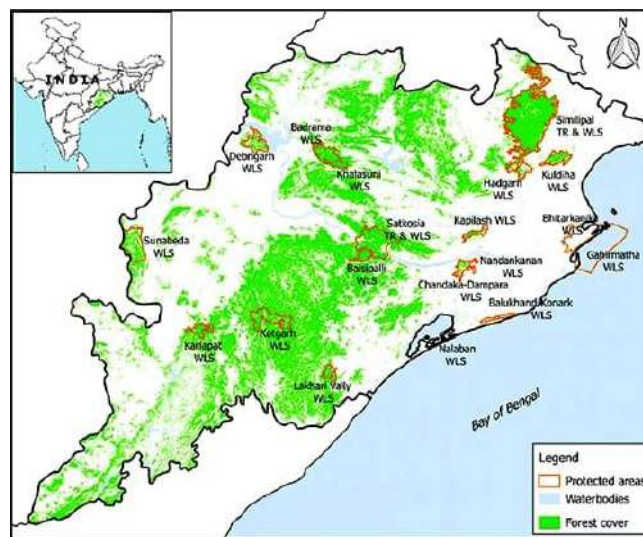 INDIA
N
Similipal
TR & WLS
Badrama
WLS
Debrigarh
WLS
Khalasuni WLS
Hadgarh
WLS
Kuldiha
WLS
Sunabeda
WLS
Satkosia
TR & WLS
Kapilash WLS
Bhitarkanika
WLS
Gahirmatha
WLS
Baisipalli
WLS
Nandankanan
WLS
Chandaka-Dampara
WLS
Balukhand Konark
WLS
Karlapat
WLS
Kotgarh
WLS
Nalaban
WLS
Lakhari Vally
WLS
Bay of Bengal
Legend
Protected areas
Waterbodies
Forest cover